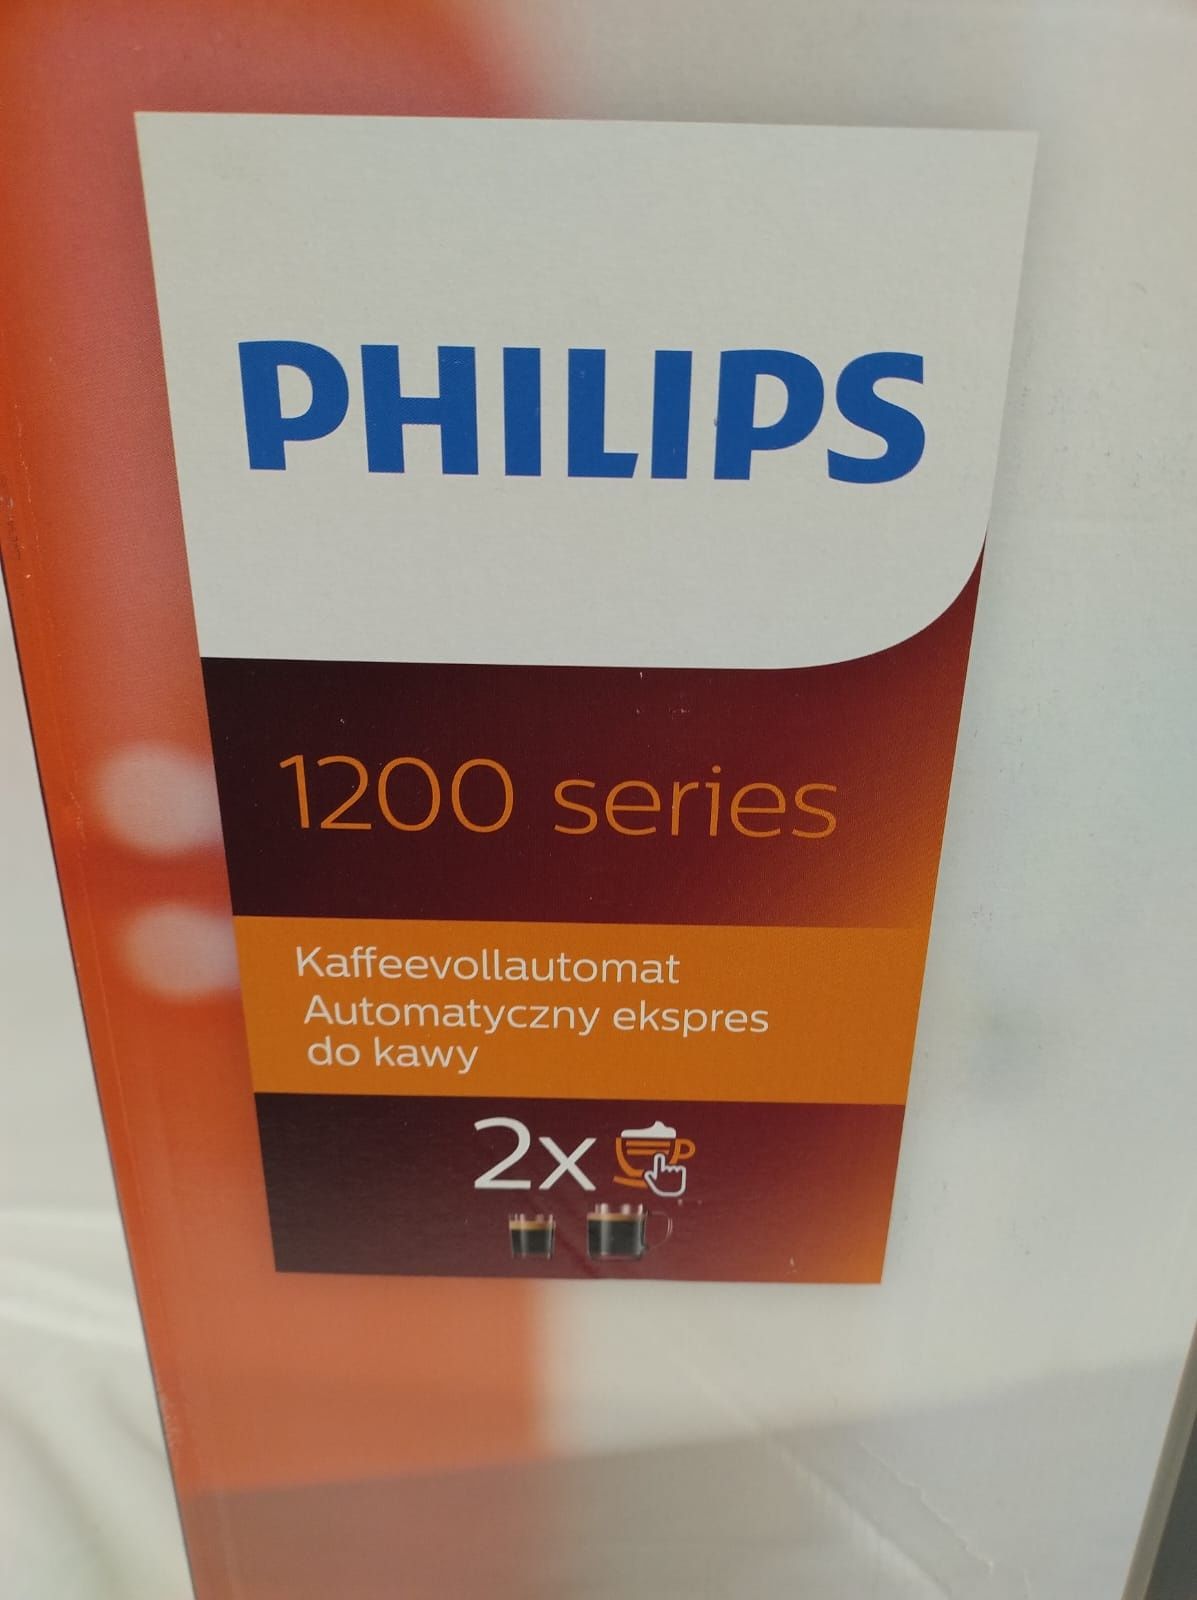 PHILIPS
1200 series
Kaffeevollautomat
Automatyczny ekspres
do kawy
2x